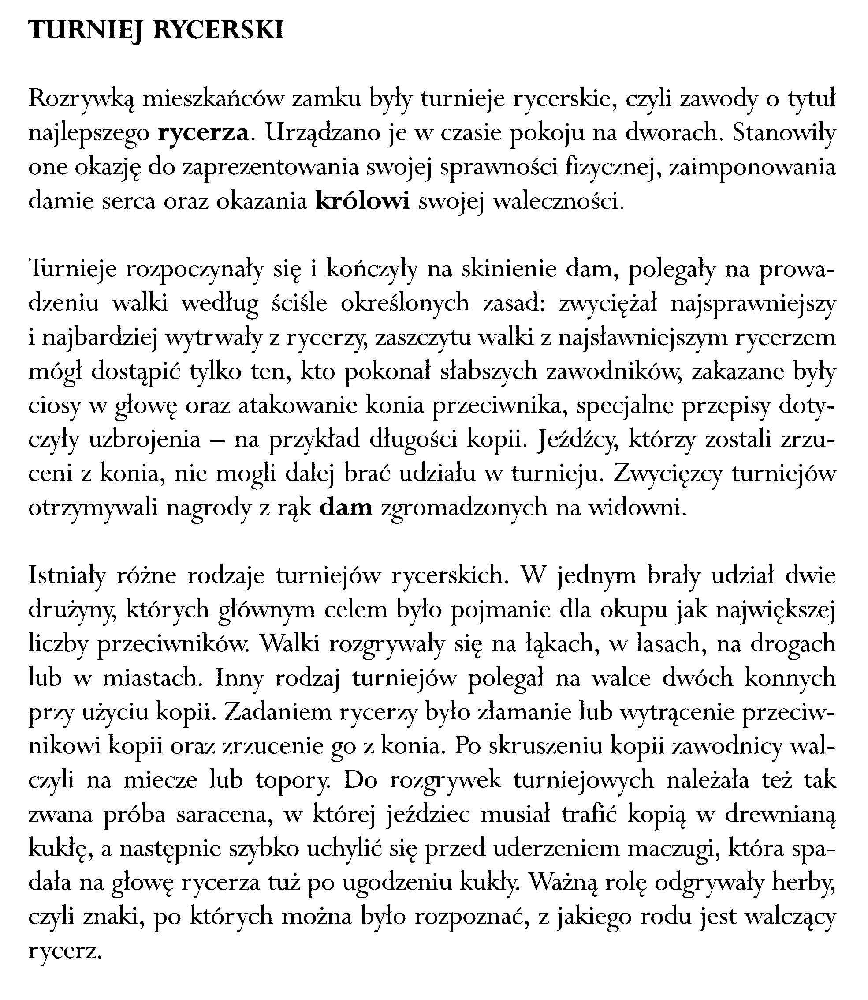 TURNIEJ RYCERSKI
Rozrywką mieszkańców zamku były turnieje rycerskie, czyli zawody o tytuł
najlepszego rycerza. Urządzano je w czasie pokoju na dworach. Stanowiły
one okazję do zaprezentowania swojej sprawności fizycznej, zaimponowania
damie serca oraz okazania królowi swojej waleczności.
Turnieje rozpoczynały się i kończyły na skinienie dam, polegały na prowa-
dzeniu walki według ściśle określonych zasad: zwyciężał najsprawniejszy
i najbardziej wytrwały z rycerzy, zaszczytu walki z najsławniejszym rycerzem
mógł dostąpić tylko ten, kto pokonał słabszych zawodników, zakazane były
ciosy w głowę oraz atakowanie konia przeciwnika, specjalne przepisy doty-
czyły uzbrojenia – na przykład długości kopii. Jeźdźcy, którzy zostali zrzu-
ceni z konia, nie mogli dalej brać udziału w turnieju. Zwycięzcy turniejów
otrzymywali nagrody z rąk dam zgromadzonych na widowni.
Istniały różne rodzaje turniejów rycerskich. W jednym brały udział dwie
drużyny, których głównym celem było pojmanie dla okupu jak największej
liczby przeciwników. Walki rozgrywały się na łąkach, w lasach, na drogach
lub w miastach. Inny rodzaj turniejów polegał na walce dwóch konnych
przy użyciu kopii. Zadaniem rycerzy było złamanie lub wytrącenie przeciw-
nikowi kopii oraz zrzucenie go z konia. Po skruszeniu kopii zawodnicy wal-
czyli na miecze lub topory. Do rozgrywek turniejowych należała też tak
zwana próba saracena, w której jeździec musiał trafić kopią w drewnianą
kukłę, a następnie szybko uchylić się przed uderzeniem maczugi, która spa-
dała na głowę rycerza tuż po ugodzeniu kukły. Ważną rolę odgrywały herby,
czyli znaki, po których można było rozpoznać, z jakiego rodu jest walczący
rycerz.